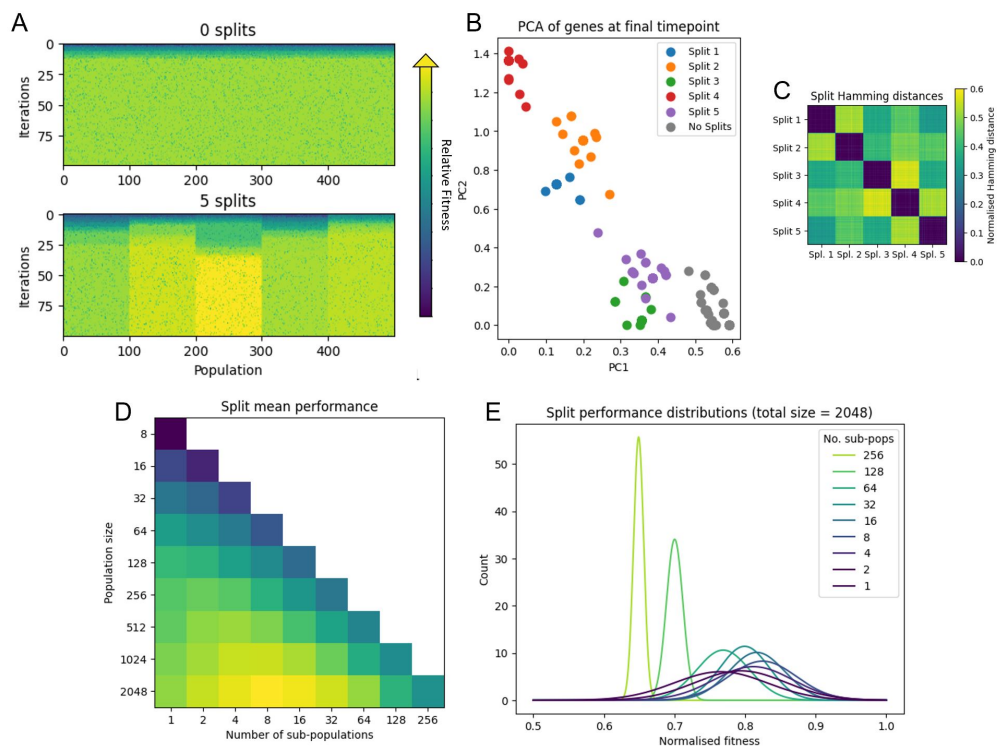 A
0 splits
0
25
50
75
Iterations
0
100
200
300
400
Relative Fitness
5 splits
0
25
50
75
Iterations
0
100
200
300
400
Population
B
PCA of genes at final timepoint
1.4
1.2
1.0
0.8
0.6
0.4
0.2
0.0
PC2
0.0
0.1
0.2
0.3
0.4
0.5
0.6
PC1
Split 1
Split 2
Split 3
Split 4
Split 5
No Splits
C
Split Hamming distances
Split 1
Split 2
Split 3
Split 4
Split 5
Spl. 1
Spl. 2
Spl. 3
Spl. 4
Spl. 5
0.6
0.5
0.4
0.3
0.2
0.1
0.0
Normalised Hamming distance
D
Split mean performance
8
16
32
64
128
256
512
1024
2048
Population size
1
2
4
8
16
32
64
128
256
Number of sub-populations
E
Split performance distributions (total size = 2048)
50
40
30
20
10
0
Count
0.5
0.6
0.7
0.8
0.9
1.0
Normalised fitness
No. sub-pops
256
128
64
32
16
8
4
2
1